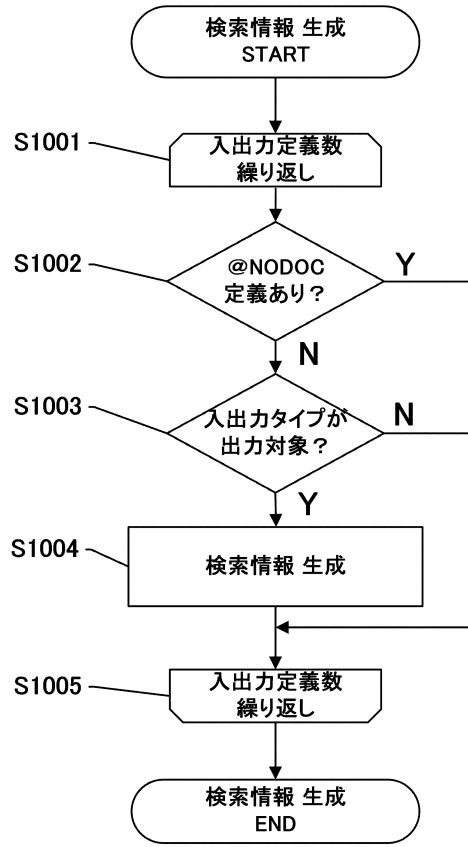 検索情報 生成
START
S1001
入出力定義数
繰り返し
S1002
@NODOC
定義あり?
Y
N
S1003
入出力タイプが
出力対象?
N
Y
S1004
検索情報 生成
S1005
入出力定義数
繰り返し
検索情報 生成
END